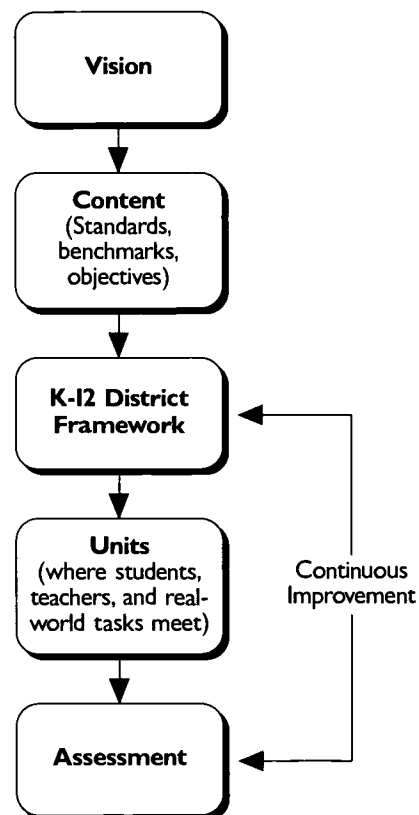 Vision
Content
(Standards,
benchmarks,
objectives)
K-12 District
Framework
Units
(where students,
teachers, and real-
world tasks meet)
Continuous
Improvement
Assessment